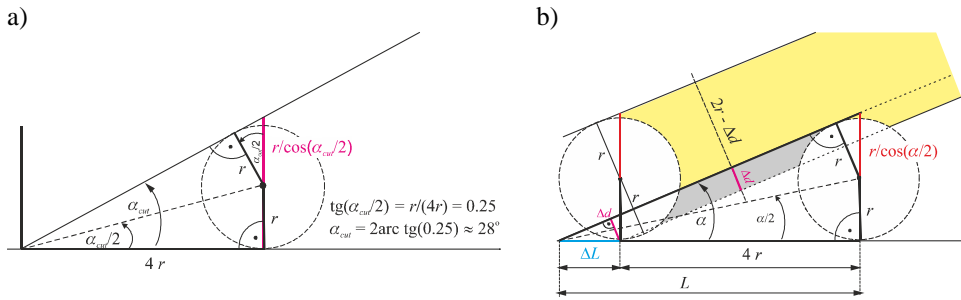 a)
α_cut/2
r/cos(α_cut/2)
r
α_cut
r
α_cut/2
tg(α_cut/2) = r/(4r) = 0.25
α_cut = 2arc tg(0.25) ≈ 28°
4 r
b)
2r - Δd
r
r/cos(α/2)
r
Δd
Δd
α
α/2
r
ΔL
4 r
L